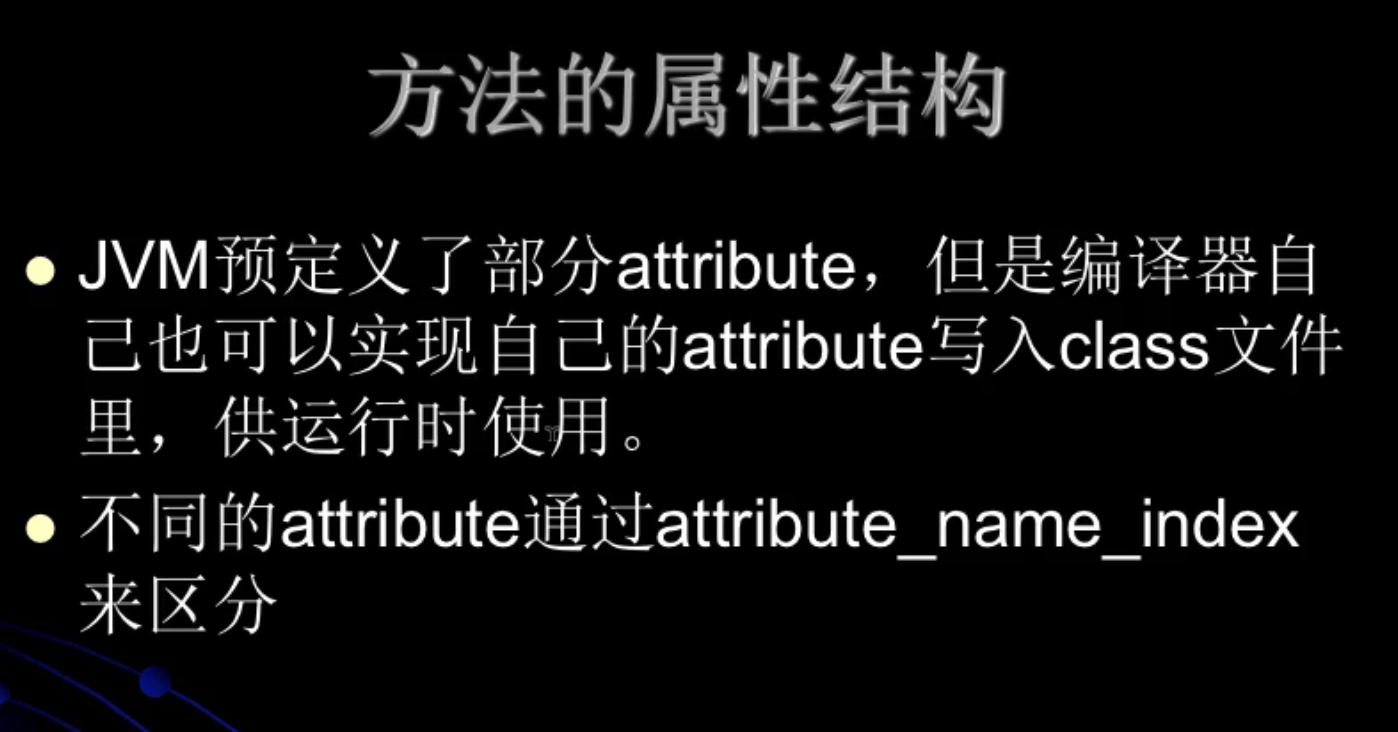 方法的属性结构
JVM预定义了部分attribute，但是编译器自
己也可以实现自己的attribute写入class文件
里，供运行时使用。
不同的attribute通过attribute_name_index
来区分